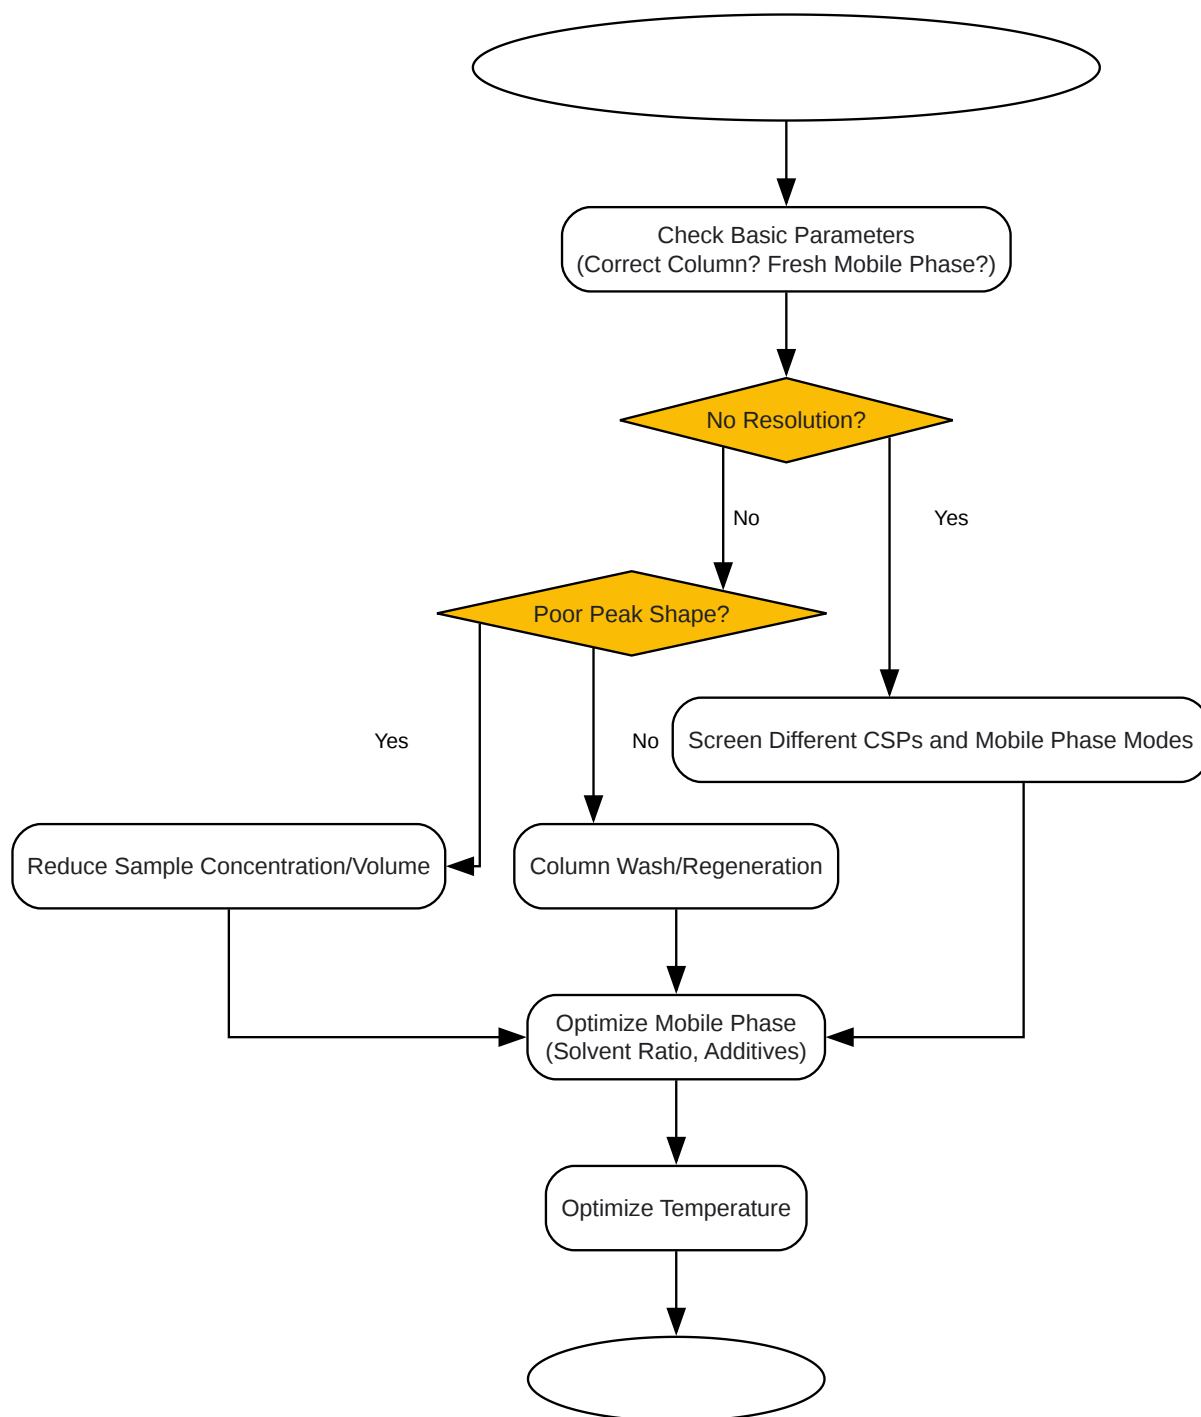 Check Basic Parameters
(Correct Column? Fresh Mobile Phase?)
No Resolution?
No
Yes
Poor Peak Shape?
Yes
No
Screen Different CSPs and Mobile Phase Modes
Reduce Sample Concentration/Volume
Column Wash/Regeneration
Optimize Mobile Phase
(Solvent Ratio, Additives)
Optimize Temperature